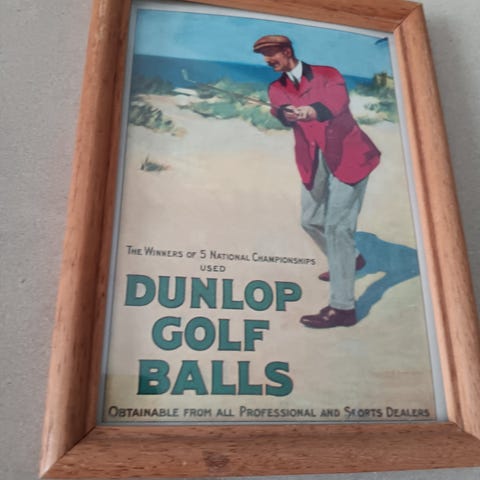 THE WINNERS OF 5 NATIONAL CHAMPIONSHIPS
USED
DUNLOP
GOLF
BALLS
OBTAINABLE FROM ALL PROFESSIONAL AND SPORTS DEALERS